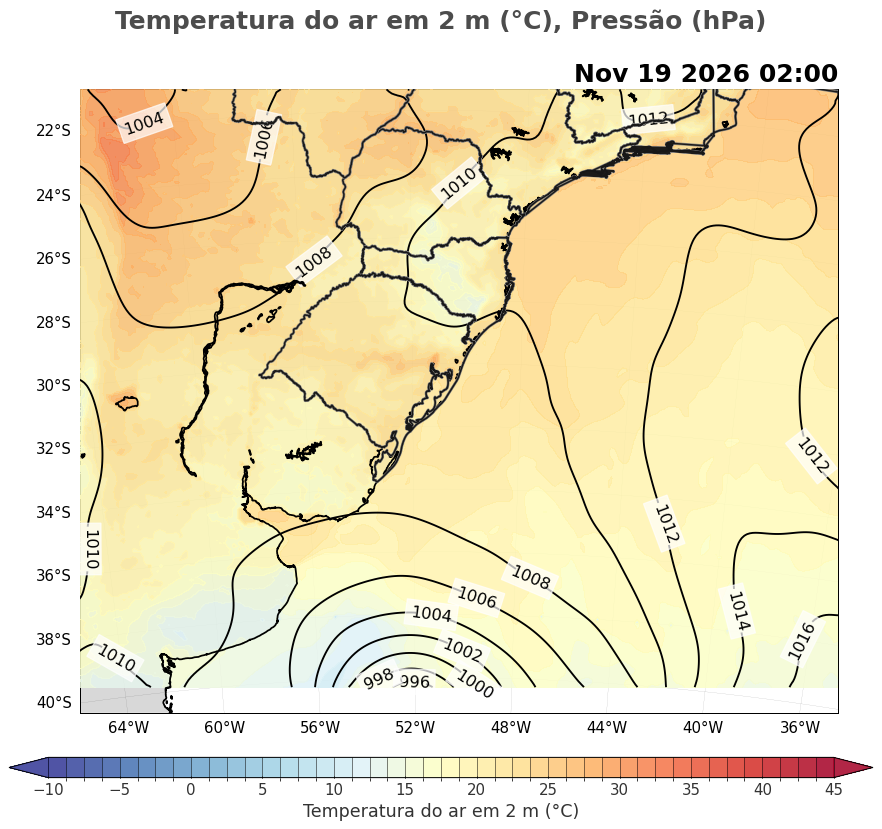 Temperatura do ar em 2 m (°C), Pressão (hPa)
Nov 19 2026 02:00
1004
1006
1012
22°S
1010
24°S
26°S
1008
28°S
30°S
1012
32°S
1012
34°S
1010
36°S
1008
1006
1014
1004
38°S
1016
1010
1002
998
996
1000
40°S
64°W 60°W 56°W 52°W 48°W 44°W 40°W 36°W
−10 −5 0 5 10 15 20 25 30 35 40 45
Temperatura do ar em 2 m (°C)